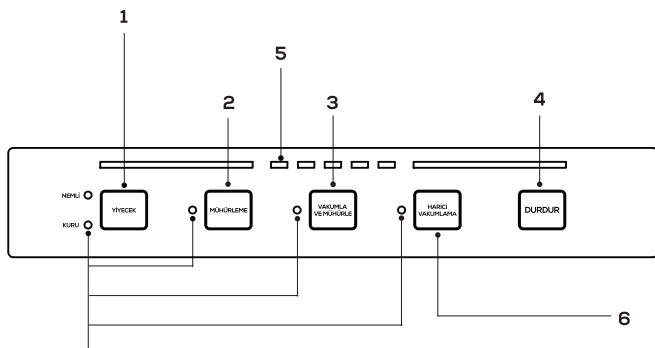 1
5
2
3
4
NEMLİ
KURU
YİYECEK
MÜHÜRLEME
VAKUMLA
VE MÜHÜRLE
HARİCİ
VAKUMLAMA
DURDUR
6